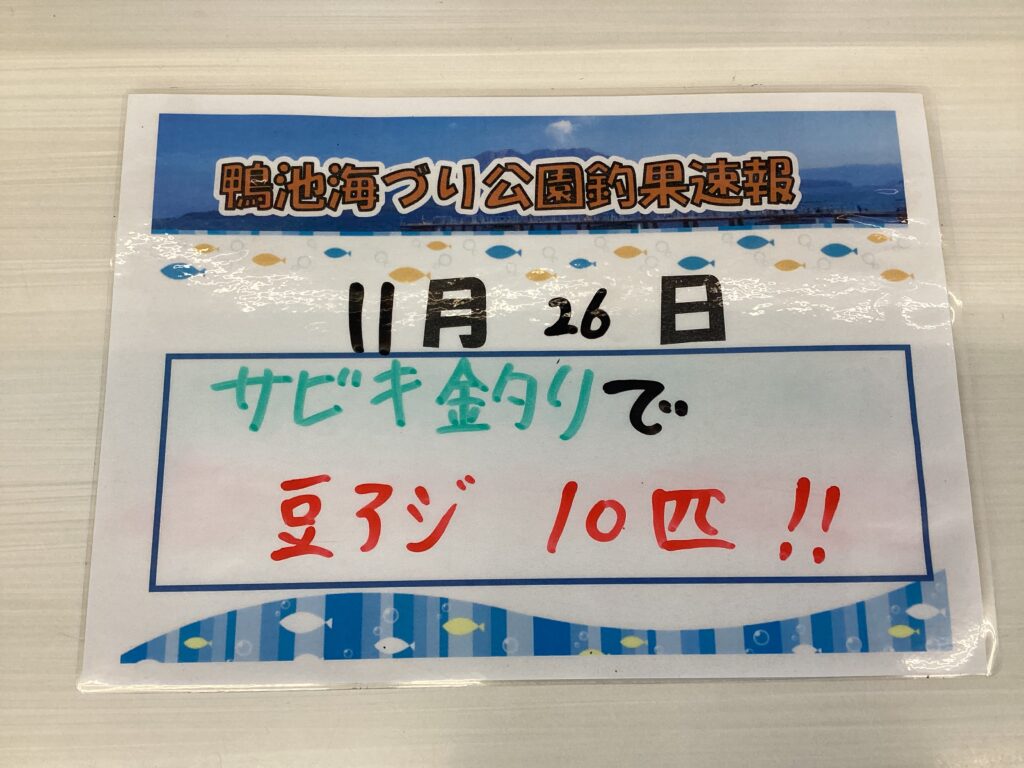 鴨池海づり公園釣果速報
11月 26 日
サビキ釣りで
豆アジ 10匹!!